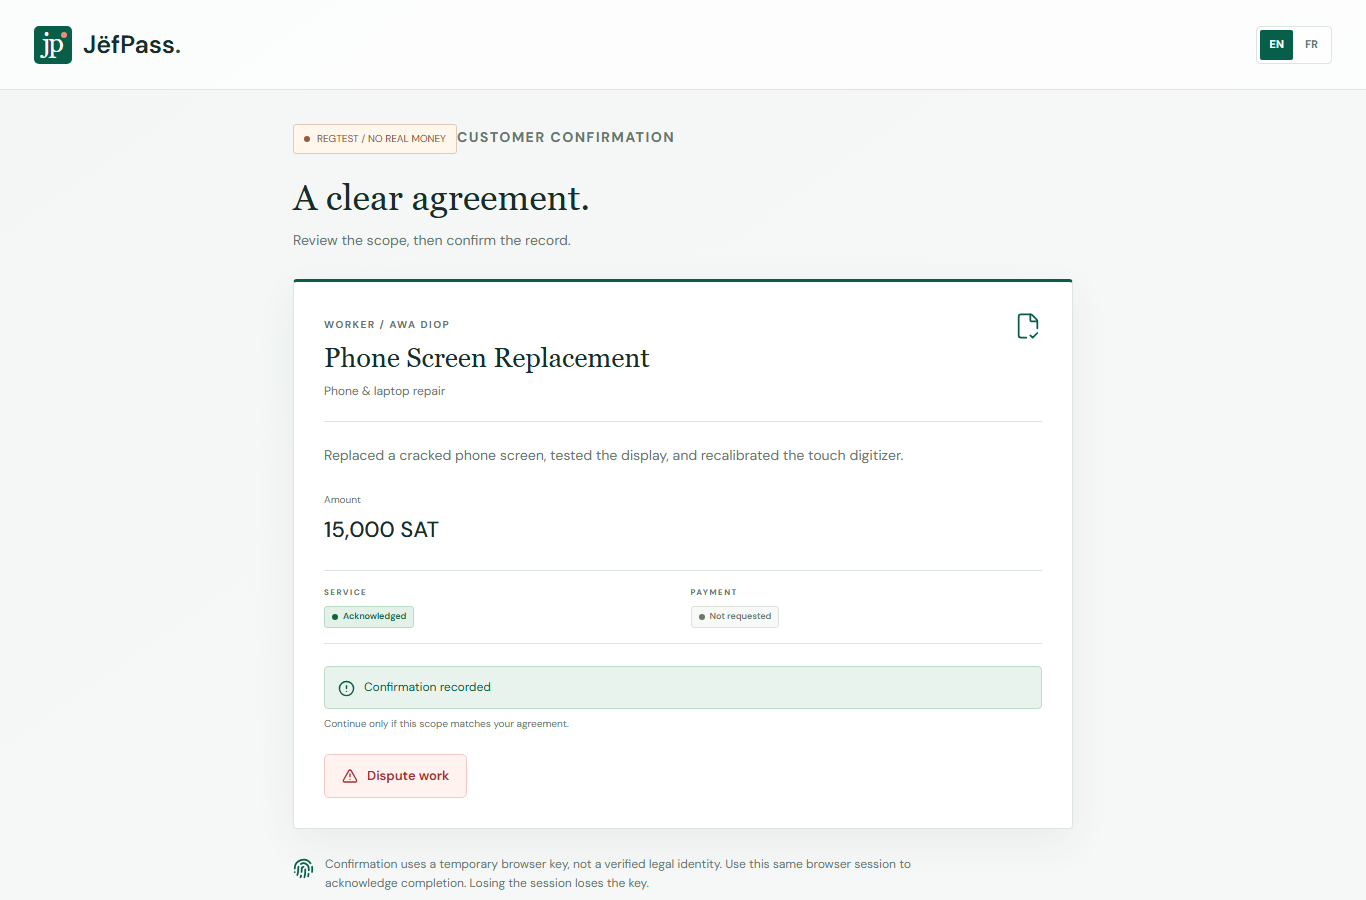 jp JëfPass.
EN FR
REGTEST / NO REAL MONEY CUSTOMER CONFIRMATION
A clear agreement.
Review the scope, then confirm the record.
WORKER / AWA DIOP
Phone Screen Replacement
Phone & laptop repair
Replaced a cracked phone screen, tested the display, and recalibrated the touch digitizer.
Amount
15,000 SAT
SERVICE PAYMENT
Acknowledged Not requested
Confirmation recorded
Continue only if this scope matches your agreement.
Dispute work
Confirmation uses a temporary browser key, not a verified legal identity. Use this same browser session to
acknowledge completion. Losing the session loses the key.